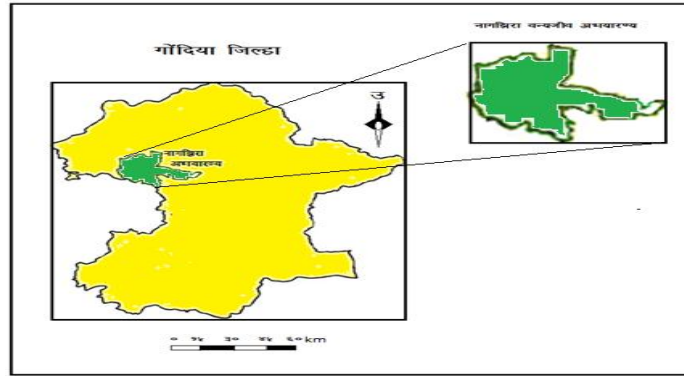 नागझिरा वन्यजीव अभयारण्य
गोंदिया जिल्हा
उ
नागझिरा
अभयारण्य
० १५ ३० ४५ ६० km